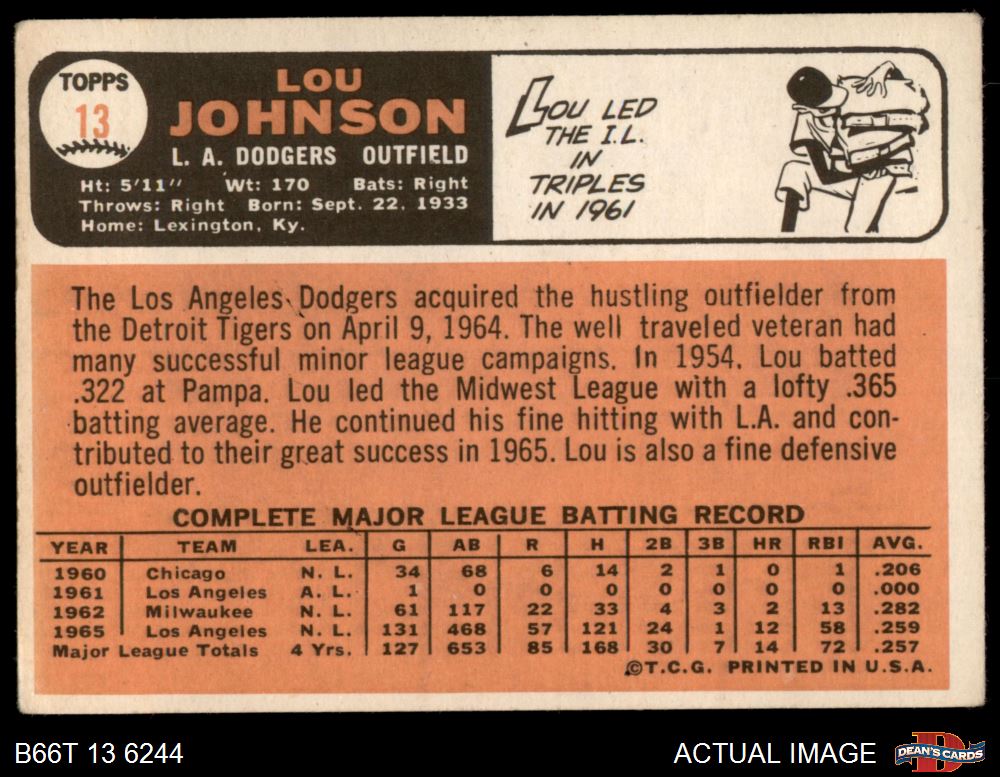 TOPPS
13
LOU
JOHNSON
L. A. DODGERS OUTFIELD
Ht: 5'11" Wt: 170 Bats: Right
Throws: Right Born: Sept. 22, 1933
Home: Lexington, Ky.
LOU LED
THE I.L.
IN
TRIPLES
IN 1961
The Los Angeles Dodgers acquired the hustling outfielder from
the Detroit Tigers on April 9, 1964. The well traveled veteran had
many successful minor league campaigns. In 1954, Lou batted
.322 at Pampa. Lou led the Midwest League with a lofty .365
batting average. He continued his fine hitting with L.A. and con-
tributed to their great success in 1965. Lou is also a fine defensive
outfielder.
COMPLETE MAJOR LEAGUE BATTING RECORD
YEAR TEAM LEA. G AB R H 2B 3B HR RBI AVG.
1960 Chicago N. L. 34 68 6 14 2 1 0 1 .206
1961 Los Angeles A. L. 1 0 0 0 0 0 0 0 .000
1962 Milwaukee N. L. 61 117 22 33 4 3 2 13 .282
1965 Los Angeles N. L. 131 468 57 121 24 1 12 58 .259
Major League Totals 4 Yrs. 127 653 85 168 30 7 14 72 .257
©T.C.G. PRINTED IN U.S.A.
B66T 13 6244
ACTUAL IMAGE
D
DEAN'S CARDS